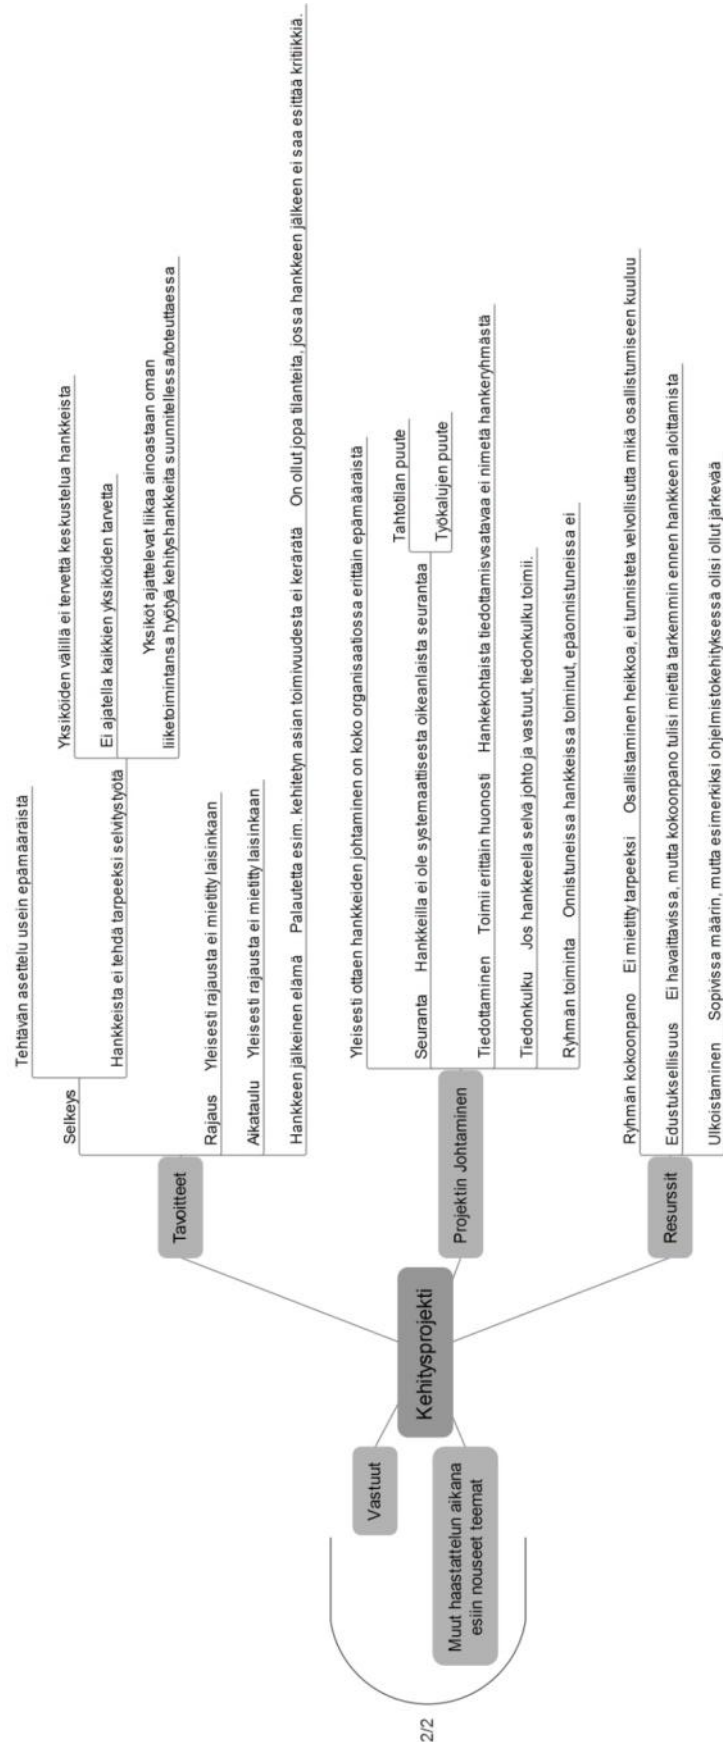 Kehitysprojekti
Tavoitteet
Selkeys
Tehtävän asettelu usein epämääräistä
Hankkeista ei tehdä tarpeeksi selvitystyötä
Yksiköiden välillä ei tervettä keskustelua hankkeista
Ei ajatella kaikkien yksiköiden tarvetta
Yksiköt ajattelevat liikaa ainoastaan oman
liiketoimintansa hyötyä kehityshankkeita suunnitellessa/toteuttaessa
Rajaus Yleisesti rajausta ei mietitty laisinkaan
Aikataulu Yleisesti rajausta ei mietitty laisinkaan
Hankkeen jälkeinen elämä Palautetta esim. kehitetyn asian toimivuudesta ei kerärätä On ollut jopa tilanteita, jossa hankkeen jälkeen ei saa esittää kritiikkiä.
Projektin Johtaminen
Yleisesti ottaen hankkeiden johtaminen on koko organisaatiossa erittäin epämääräistä
Seuranta Hankkeilla ei ole systemaattisesta oikeanlaista seurantaa
Tahtotilan puute
Työkalujen puute
Tiedottaminen Toimii erittäin huonosti Hankekohtaista tiedottamisvsatavaa ei nimetä hankeryhmästä
Tiedonkulku Jos hankkeella selvä johto ja vastuut, tiedonkulku toimii.
Ryhmän toiminta Onnistuneissa hankkeissa toiminut, epäonnistuneissa ei
Resurssit
Ryhmän kokoonpano Ei mietitty tarpeeksi Osallistaminen heikkoa, ei tunnisteta velvollisutta mikä osallistumiseen kuuluu
Edustuksellisuus Ei havaittavissa, mutta kokoonpano tulisi miettiä tarkemmin ennen hankkeen aloittamista
Ulkoistaminen Sopivissa määrin, mutta esimerkiksi ohjelmistokehityksessä olisi ollut järkevää
Vastuut
Muut haastattelun aikana
esiin nouseet teemat
2/2